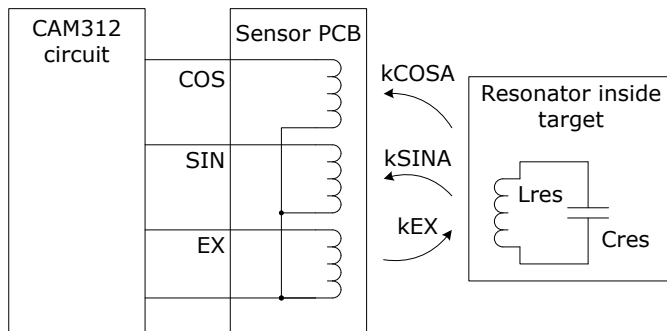 CAM312
circuit
Sensor PCB
COS
SIN
EX
kCOSA
kSINA
kEX
Resonator inside
target
Lres
Cres